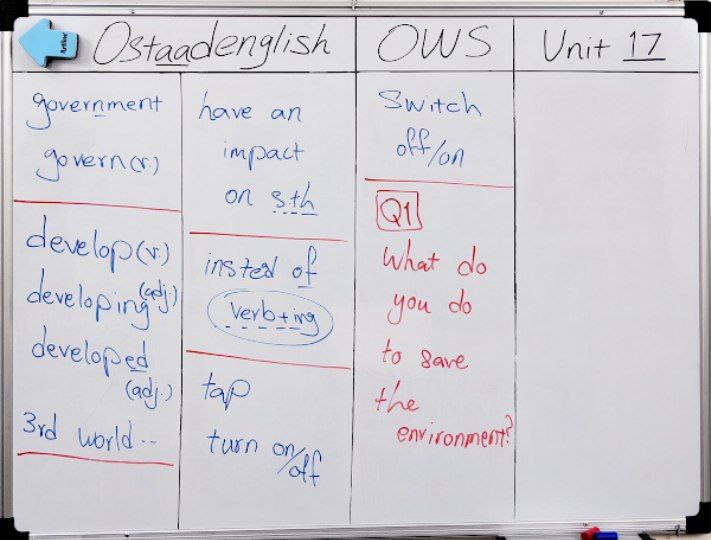 Ostaadenglish
OWS
Unit 17
government
govern (v.)
develop (v.)
developing (adj.)
developed
(adj.)
3rd world ..
have an
impact
on s.th
insted of
verb+ing
tap
turn on/off
Switch
off/on
Q1
What do
you do
to save
the
environment?